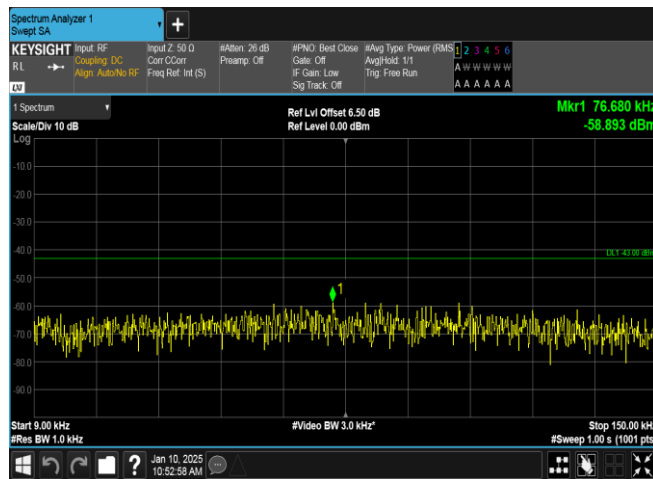 Spectrum Analyzer 1
Swept SA
+
KEYSIGHT
RL
LXI
Input: RF
Coupling: DC
Align: Auto/No RF
Input Z: 50 Ω
Corr CCorr
Freq Ref: Int (S)
#Atten: 26 dB
Preamp: Off
#PNO: Best Close
Gate: Off
IF Gain: Low
Sig Track: Off
#Avg Type: Power (RMS
Avg|Hold: 1/1
Trig: Free Run
1 2 3 4 5 6
A W W W W W
A A A A A A
1 Spectrum
Scale/Div 10 dB
Log
Ref Lvl Offset 6.50 dB
Ref Level 0.00 dBm
Mkr1 76.680 kHz
-58.893 dBm
-10.0
-20.0
-30.0
-40.0
DL1 -43.00 dBm
-50.0
1
-60.0
-70.0
-80.0
-90.0
Start 9.00 kHz
#Res BW 1.0 kHz
#Video BW 3.0 kHz*
Stop 150.00 kHz
#Sweep 1.00 s (1001 pts
?
Jan 10, 2025
10:52:58 AM